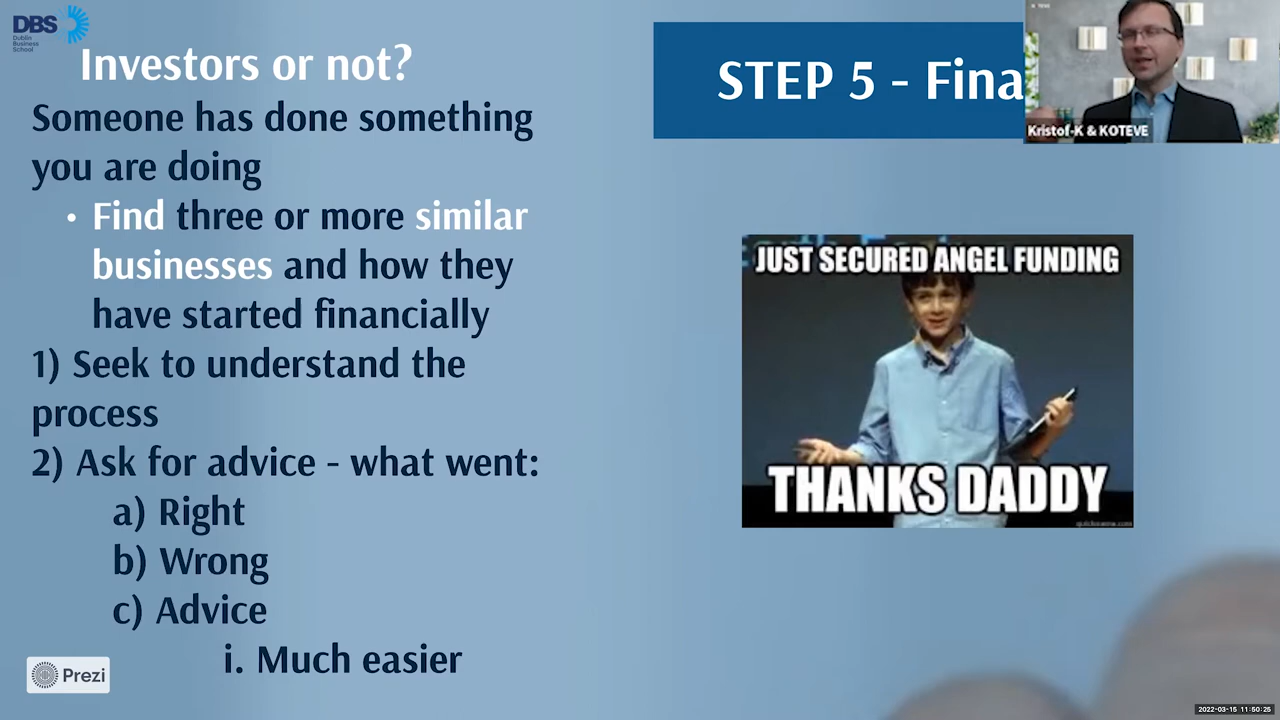 DBS
Dublin
Business
School
Investors or not?
Someone has done something
you are doing
• Find three or more similar
businesses and how they
have started financially
1) Seek to understand the
process
2) Ask for advice - what went:
a) Right
b) Wrong
c) Advice
i. Much easier
Prezi
STEP 5 - Fina
Kristof-K & KOTEVE
JUST SECURED ANGEL FUNDING
THANKS DADDY
quickmeme.com
2022-03-15 11:50:25